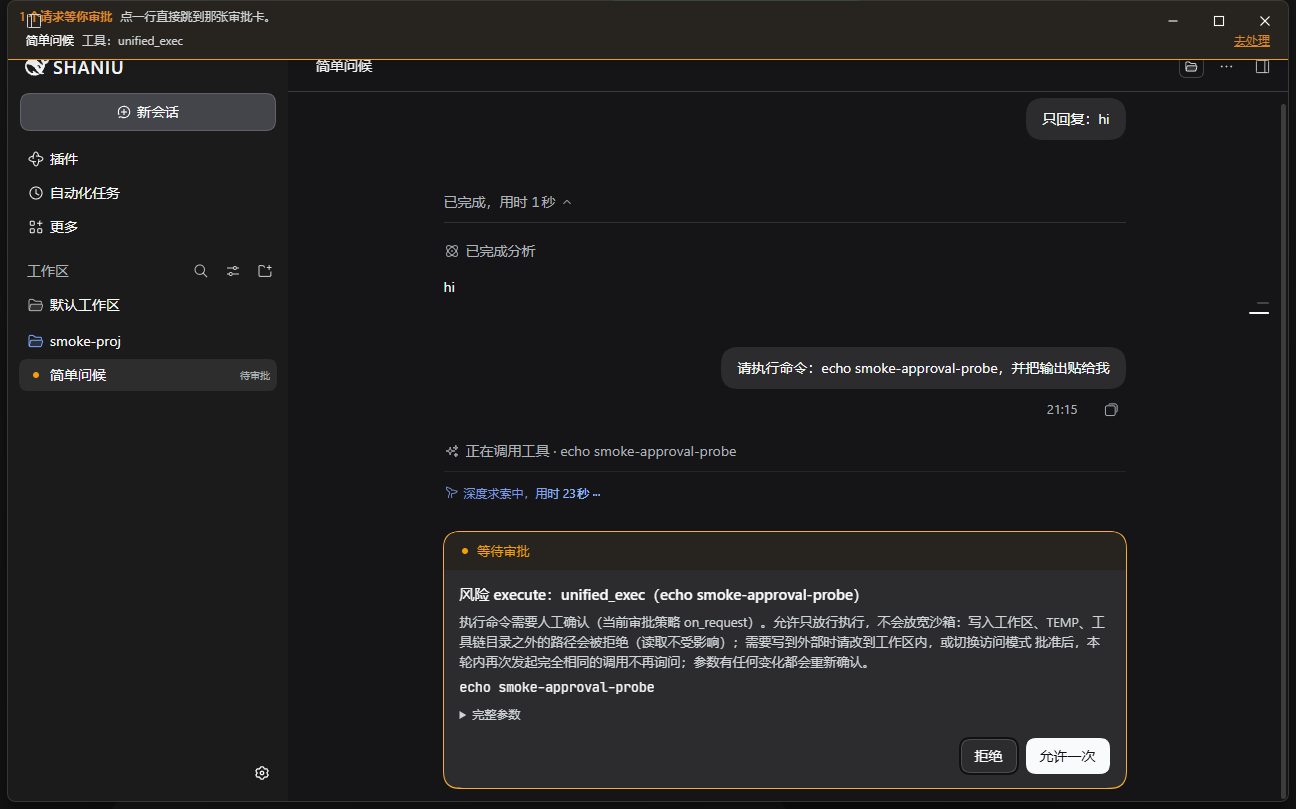 1个请求等你审批 点一行直接跳到那张审批卡。
简单问候 工具：unified_exec
去处理
SHANIU
简单问候
新会话
只回复：hi
插件
自动化任务
更多
已完成，用时 1 秒
已完成分析
工作区
hi
默认工作区
smoke-proj
简单问候
待审批
请执行命令：echo smoke-approval-probe，并把输出贴给我
21:15
正在调用工具 · echo smoke-approval-probe
深度求索中，用时 23秒 ···
等待审批
风险 execute：unified_exec（echo smoke-approval-probe）
执行命令需要人工确认（当前审批策略 on_request）。允许只放行执行，不会放宽沙箱：写入工作区、TEMP、工
具链目录之外的路径会被拒绝（读取不受影响）；需要写到外部时请改到工作区内，或切换访问模式 批准后，本
轮内再次发起完全相同的调用不再询问；参数有任何变化都会重新确认。
echo smoke-approval-probe
完整参数
拒绝
允许一次